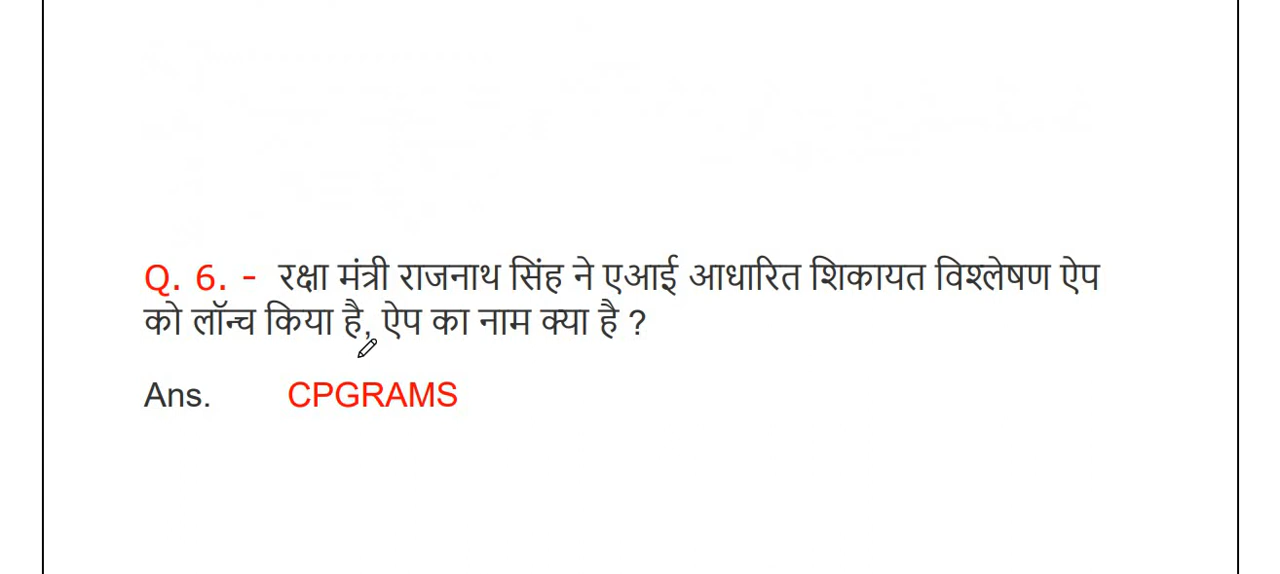 Q. 6. - रक्षा मंत्री राजनाथ सिंह ने एआई आधारित शिकायत विश्लेषण ऐप
को लॉन्च किया है, ऐप का नाम क्या है ?
Ans. CPGRAMS